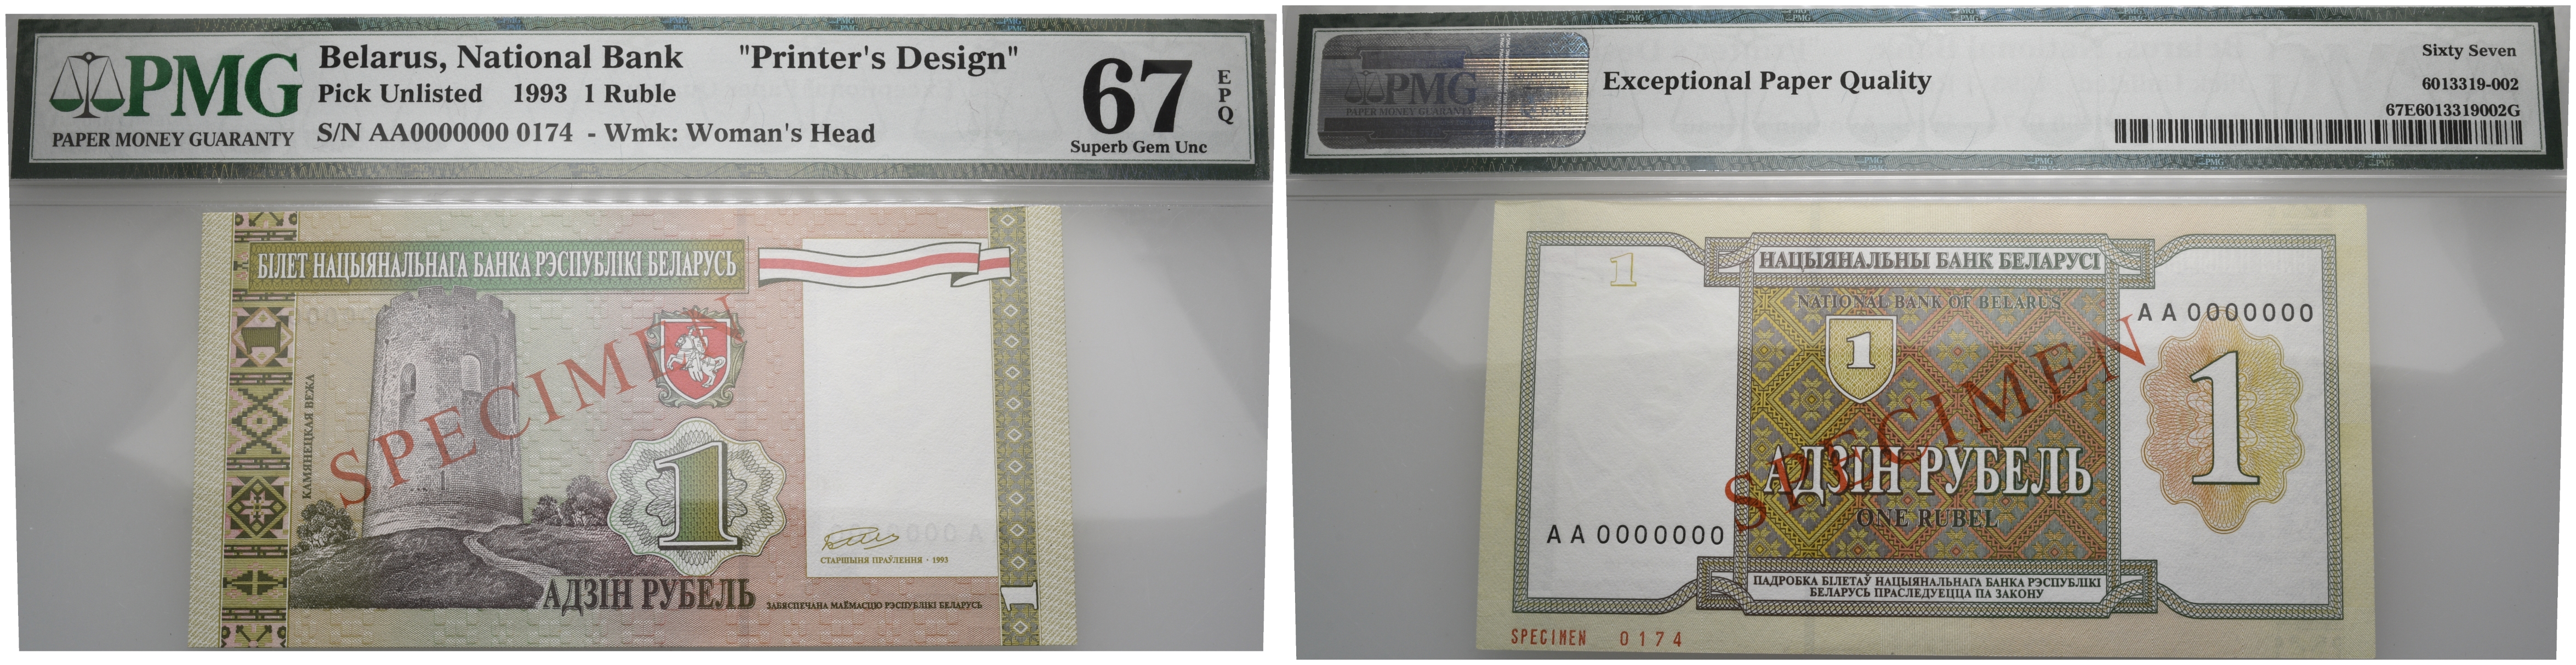 PMG
PAPER MONEY GUARANTY
Belarus, National Bank "Printer's Design"
Pick Unlisted 1993 1 Ruble
S/N AA0000000 0174 - Wmk: Woman's Head
67
EPQ
Superb Gem Unc
БІЛЕТ НАЦЫЯНАЛЬНАГА БАНКА РЭСПУБЛІКІ БЕЛАРУСЬ
1
КАМЯНЕЦКАЯ ВЕЖА
SPECIMEN
1
АДЗІН РУБЕЛЬ
ЗАБЯСПЕЧАНА МАЁМАСЦЮ РЭСПУБЛІКІ БЕЛАРУСЬ
СТАРШЫНЯ ПРАЎЛЕННЯ · 1993
1
PMG
PAPER MONEY GUARANTY
Exceptional Paper Quality
Sixty Seven
6013319-002
67E6013319002G
1
НАЦЫЯНАЛЬНЫ БАНК БЕЛАРУСІ
NATIONAL BANK OF BELARUS
AA 0000000
1
1
SPECIMEN
АДЗІН РУБЕЛЬ
ONE RUBEL
AA 0000000
ПАДРОБКА БІЛЕТАЎ НАЦЫЯНАЛЬНАГА БАНКА РЭСПУБЛІКІ
БЕЛАРУСЬ ПРАСЛЕДУЕЦЦА ПА ЗАКОНУ
SPECIMEN 0174